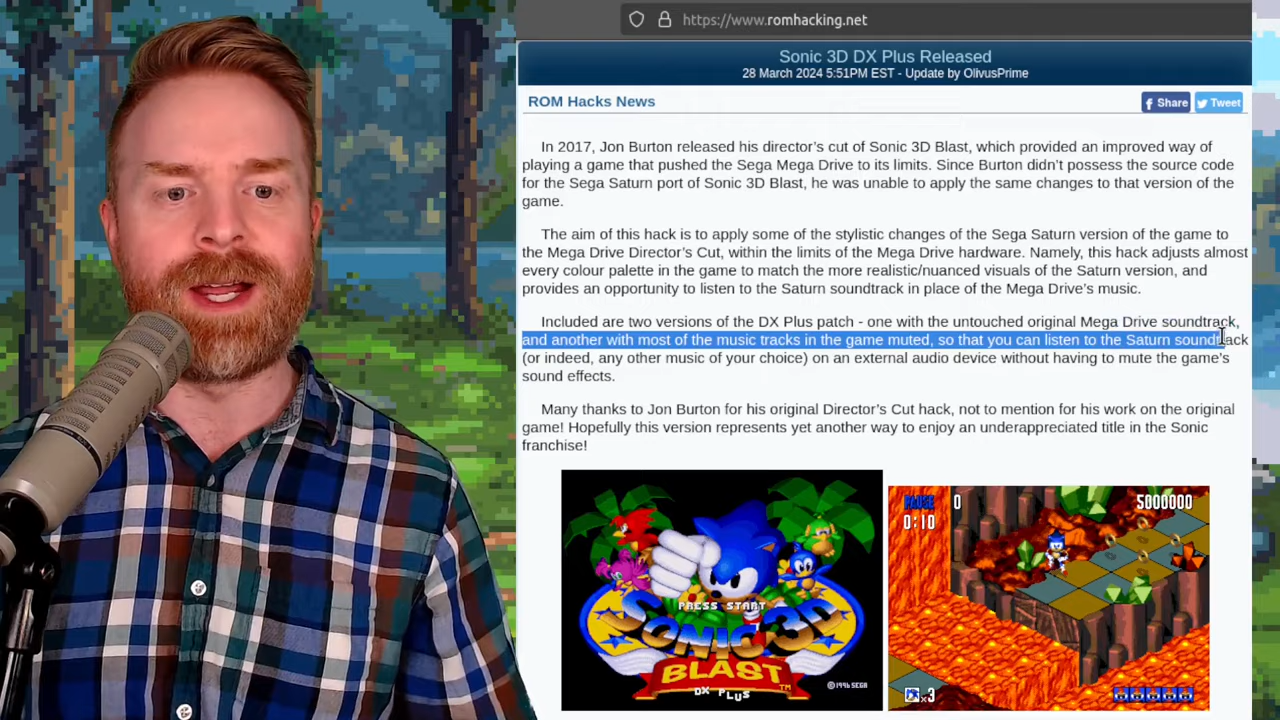 https://www.romhacking.net
Sonic 3D DX Plus Released
28 March 2024 5:51PM EST - Update by OlivusPrime
ROM Hacks News
Share
Tweet
In 2017, Jon Burton released his director's cut of Sonic 3D Blast, which provided an improved way of
playing a game that pushed the Sega Mega Drive to its limits. Since Burton didn't possess the source code
for the Sega Saturn port of Sonic 3D Blast, he was unable to apply the same changes to that version of the
game.
The aim of this hack is to apply some of the stylistic changes of the Sega Saturn version of the game to
the Mega Drive Director's Cut, within the limits of the Mega Drive hardware. Namely, this hack adjusts almost
every colour palette in the game to match the more realistic/nuanced visuals of the Saturn version, and
provides an opportunity to listen to the Saturn soundtrack in place of the Mega Drive's music.
Included are two versions of the DX Plus patch - one with the untouched original Mega Drive soundtrack,
and another with most of the music tracks in the game muted, so that you can listen to the Saturn soundtrack
(or indeed, any other music of your choice) on an external audio device without having to mute the game's
sound effects.
Many thanks to Jon Burton for his original Director's Cut hack, not to mention for his work on the original
game! Hopefully this version represents yet another way to enjoy an underappreciated title in the Sonic
franchise!
PRESS START
SONIC 3D
BLAST™
DX PLUS
©1996 SEGA
0
5000000
0:10
3